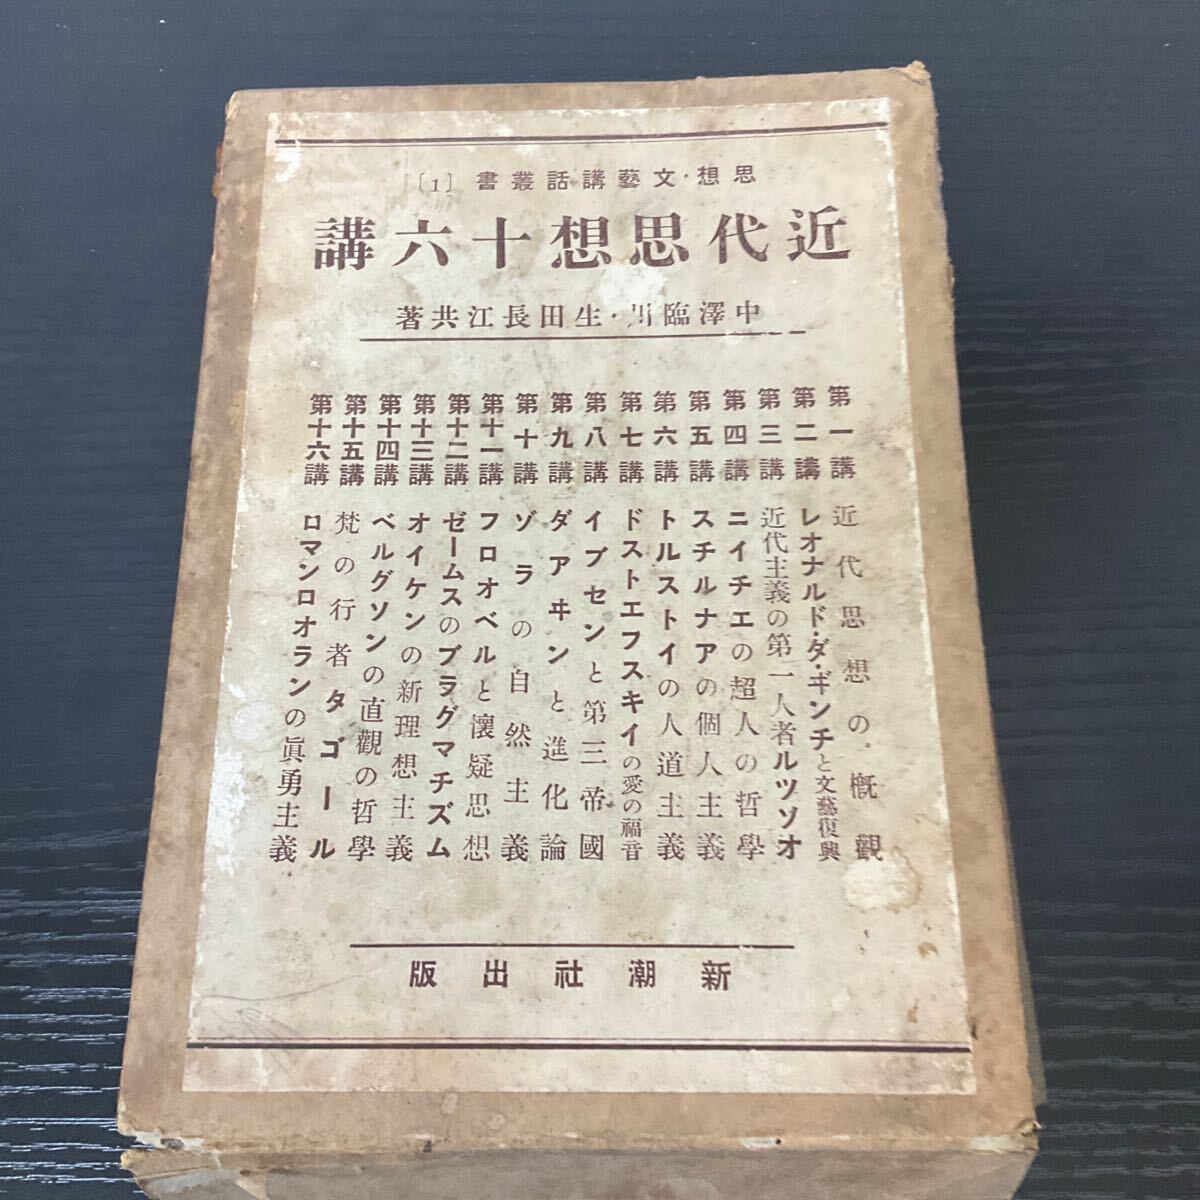 思想・文藝講話叢書〔1〕
近代思想十六講
中澤臨川・生田長江共著
第一講 近代思想の概觀
第二講 レオナルド・ダ・ヰンチと文藝復興
第三講 近代主義の第一人者ルツソオ
第四講 ニイチエの超人の哲學
第五講 スチルナアの個人主義
第六講 トルストイの人道主義
第七講 ドストエフスキイの愛の福音
第八講 イブセンと第三帝國
第九講 ダアヰンと進化論
第十講 ゾラの自然主義
第十一講 フロオベルと懷疑思想
第十二講 ゼームスのプラグマチズム
第十三講 オイケンの新理想主義
第十四講 ベルグソンの直觀の哲學
第十五講 梵の行者タゴール
第十六講 ロマンロオランの眞勇主義
新潮社出版